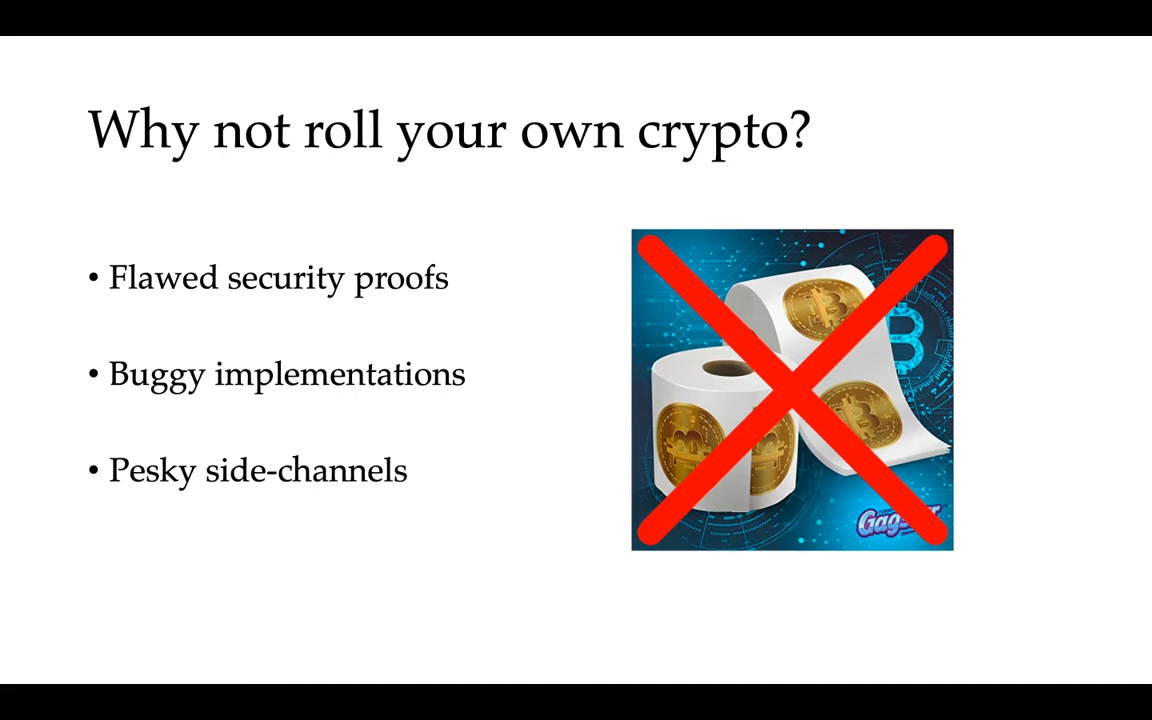 Why not roll your own crypto?
• Flawed security proofs
• Buggy implementations
• Pesky side-channels